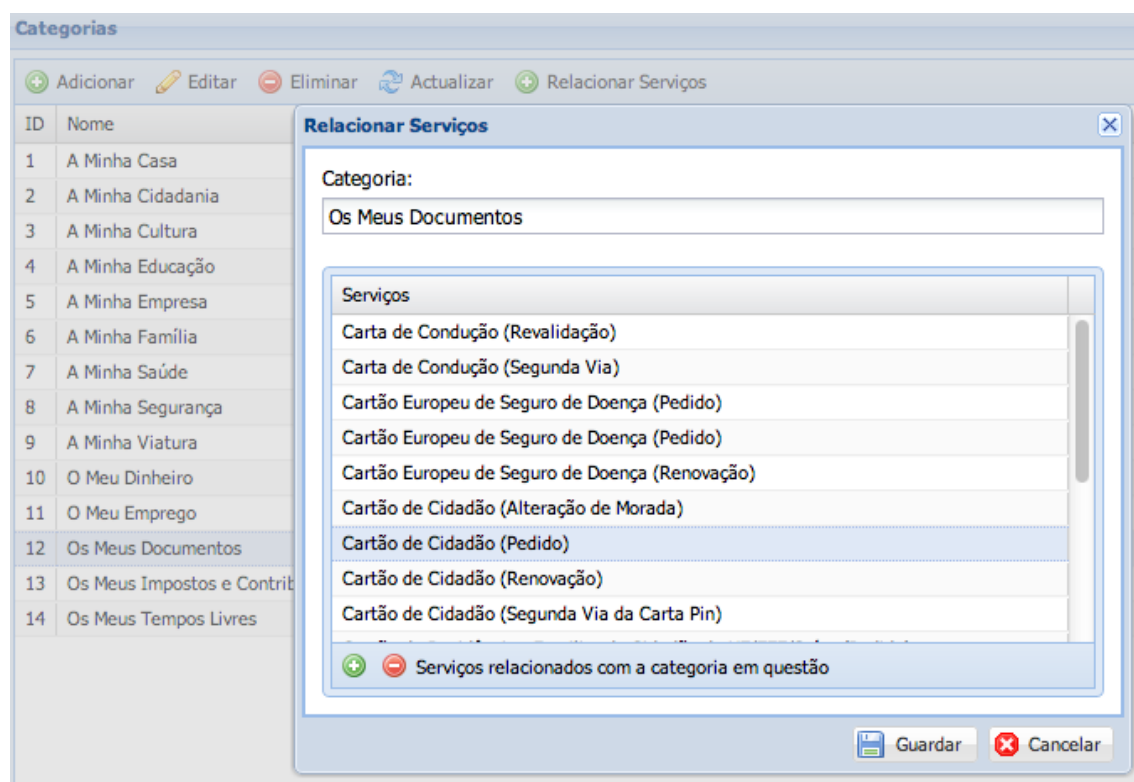 Categorias
Adicionar Editar Eliminar Actualizar Relacionar Serviços
ID Nome
1 A Minha Casa
2 A Minha Cidadania
3 A Minha Cultura
4 A Minha Educação
5 A Minha Empresa
6 A Minha Família
7 A Minha Saúde
8 A Minha Segurança
9 A Minha Viatura
10 O Meu Dinheiro
11 O Meu Emprego
12 Os Meus Documentos
13 Os Meus Impostos e Contrib
14 Os Meus Tempos Livres
Relacionar Serviços
Categoria:
Os Meus Documentos
Serviços
Carta de Condução (Revalidação)
Carta de Condução (Segunda Via)
Cartão Europeu de Seguro de Doença (Pedido)
Cartão Europeu de Seguro de Doença (Pedido)
Cartão Europeu de Seguro de Doença (Renovação)
Cartão de Cidadão (Alteração de Morada)
Cartão de Cidadão (Pedido)
Cartão de Cidadão (Renovação)
Cartão de Cidadão (Segunda Via da Carta Pin)
Serviços relacionados com a categoria em questão
Guardar Cancelar